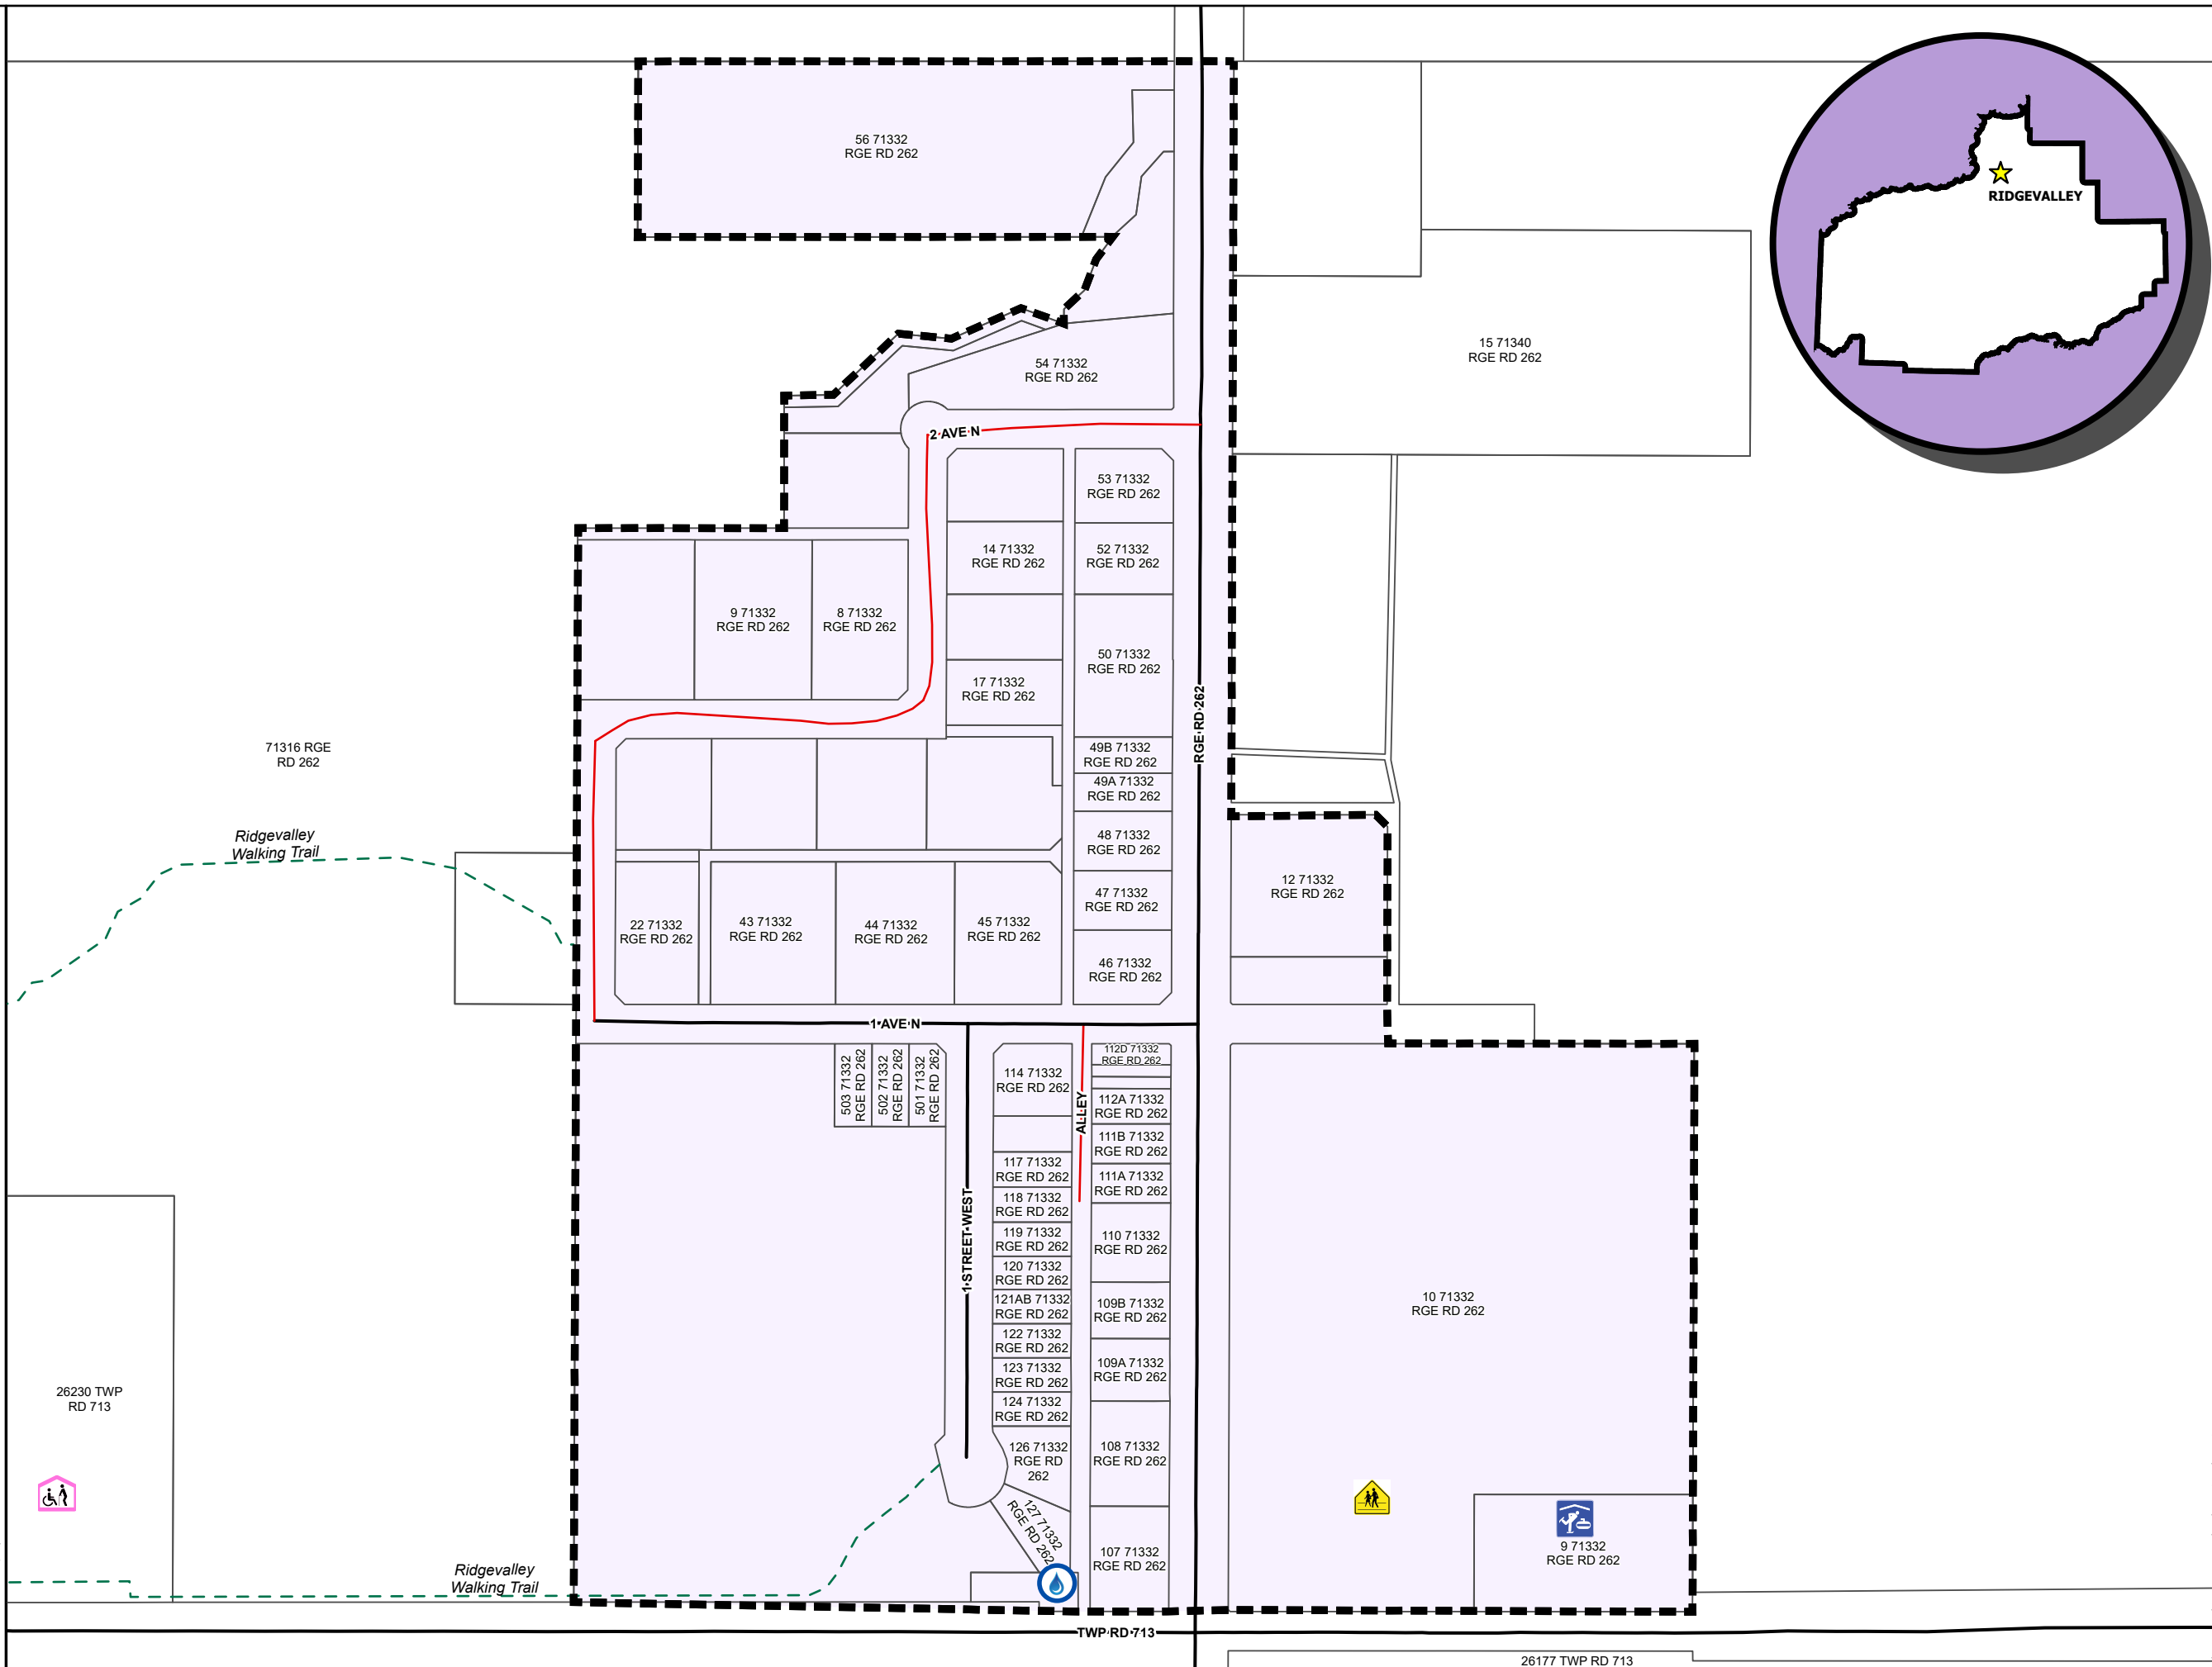 56 71332
RGE RD 262
RIDGEVALLEY
15 71340
RGE RD 262
54 71332
RGE RD 262
2 AVE N
53 71332
RGE RD 262
14 71332
RGE RD 262
52 71332
RGE RD 262
9 71332
RGE RD 262
8 71332
RGE RD 262
50 71332
RGE RD 262
17 71332
RGE RD 262
RGE RD 262
71316 RGE
RD 262
49B 71332
RGE RD 262
49A 71332
RGE RD 262
Ridgevalley
Walking Trail
48 71332
RGE RD 262
12 71332
RGE RD 262
47 71332
RGE RD 262
22 71332
RGE RD 262
43 71332
RGE RD 262
44 71332
RGE RD 262
45 71332
RGE RD 262
46 71332
RGE RD 262
1 AVE N
503 71332
RGE RD 262
502 71332
RGE RD 262
501 71332
RGE RD 262
114 71332
RGE RD 262
ALLEY
112D 71332
RGE RD 262
112A 71332
RGE RD 262
111B 71332
RGE RD 262
117 71332
RGE RD 262
111A 71332
RGE RD 262
118 71332
RGE RD 262
1 STREET WEST
119 71332
RGE RD 262
110 71332
RGE RD 262
120 71332
RGE RD 262
121AB 71332
RGE RD 262
109B 71332
RGE RD 262
10 71332
RGE RD 262
122 71332
RGE RD 262
123 71332
RGE RD 262
109A 71332
RGE RD 262
26230 TWP
RD 713
124 71332
RGE RD 262
126 71332
RGE RD
262
108 71332
RGE RD 262
127 71332
RGE RD 262
107 71332
RGE RD 262
9 71332
RGE RD 262
Ridgevalley
Walking Trail
TWP RD 713
26177 TWP RD 713